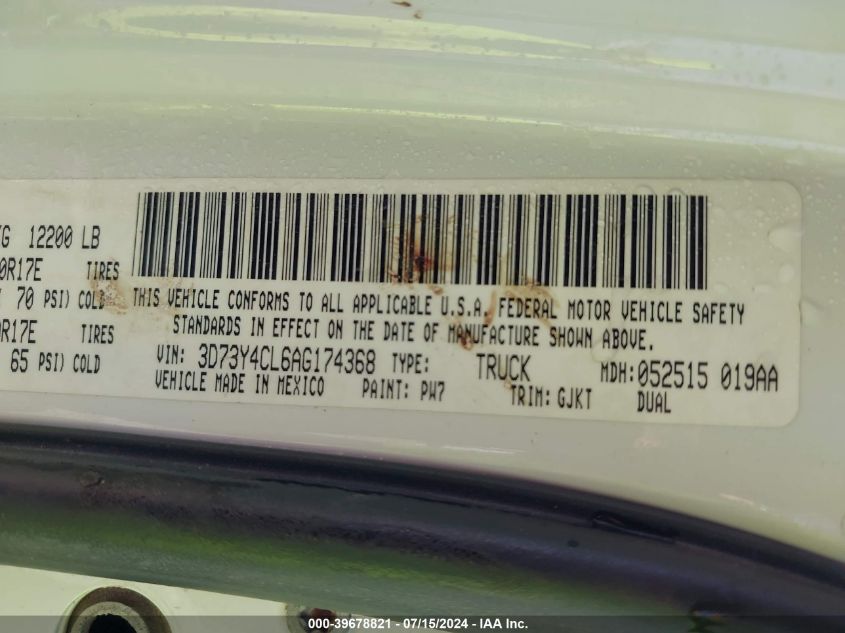 KG 12200 LB
0R17E TIRES
70 PSI) COLD
THIS VEHICLE CONFORMS TO ALL APPLICABLE U.S.A. FEDERAL MOTOR VEHICLE SAFETY
STANDARDS IN EFFECT ON THE DATE OF MANUFACTURE SHOWN ABOVE.
0R17E TIRES
65 PSI) COLD
VIN: 3D73Y4CL6AG174368 TYPE: TRUCK MDH: 052515 019AA
VEHICLE MADE IN MEXICO PAINT: PW7 TRIM: GJKT DUAL
000-39678821 / 07/15/2024 - IAA Inc.